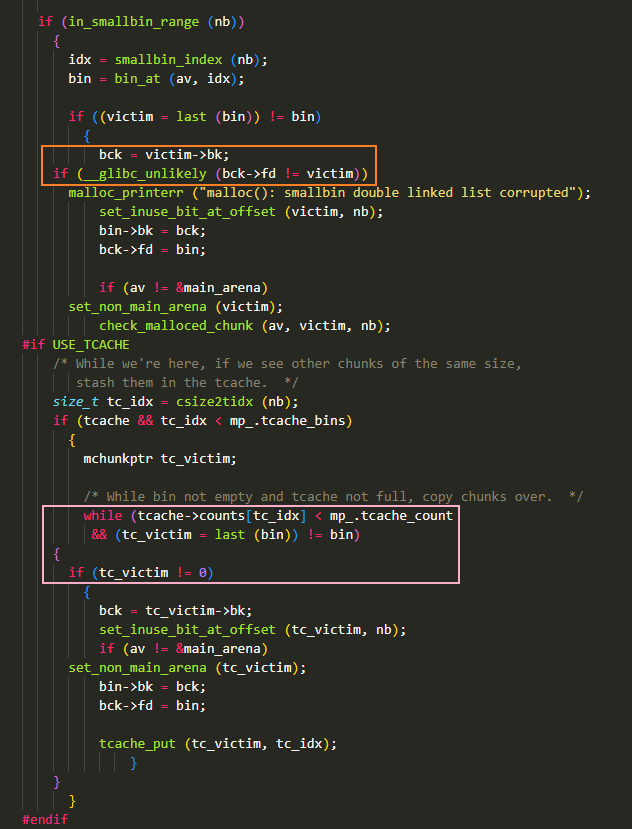 if (in_smallbin_range (nb))
{
idx = smallbin_index (nb);
bin = bin_at (av, idx);
if ((victim = last (bin)) != bin)
{
bck = victim->bk;
if (__glibc_unlikely (bck->fd != victim))
malloc_printerr ("malloc(): smallbin double linked list corrupted");
set_inuse_bit_at_offset (victim, nb);
bin->bk = bck;
bck->fd = bin;
if (av != &main_arena)
set_non_main_arena (victim);
check_malloced_chunk (av, victim, nb);
#if USE_TCACHE
/* While we're here, if we see other chunks of the same size,
stash them in the tcache.  */
size_t tc_idx = csize2tidx (nb);
if (tcache && tc_idx < mp_.tcache_bins)
{
mchunkptr tc_victim;
/* While bin not empty and tcache not full, copy chunks over.  */
while (tcache->counts[tc_idx] < mp_.tcache_count
&& (tc_victim = last (bin)) != bin)
{
if (tc_victim != 0)
{
bck = tc_victim->bk;
set_inuse_bit_at_offset (tc_victim, nb);
if (av != &main_arena)
set_non_main_arena (tc_victim);
bin->bk = bck;
bck->fd = bin;
tcache_put (tc_victim, tc_idx);
}
}
}
#endif